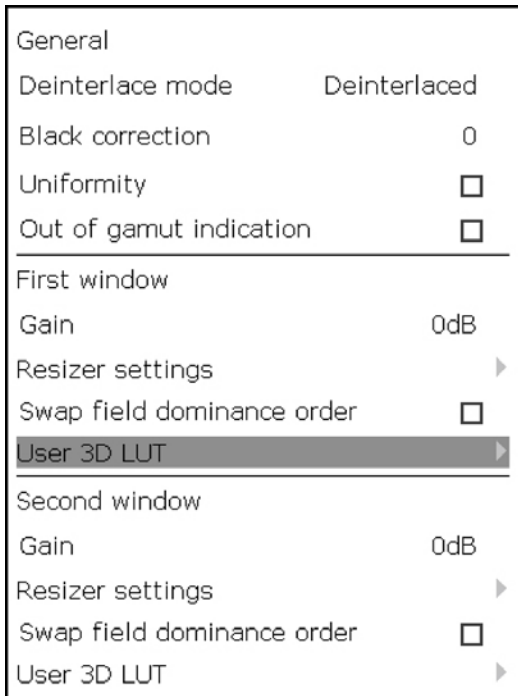 General
Deinterlace mode Deinterlaced
Black correction 0
Uniformity
Out of gamut indication
First window
Gain 0dB
Resizer settings
Swap field dominance order
User 3D LUT
Second window
Gain 0dB
Resizer settings
Swap field dominance order
User 3D LUT